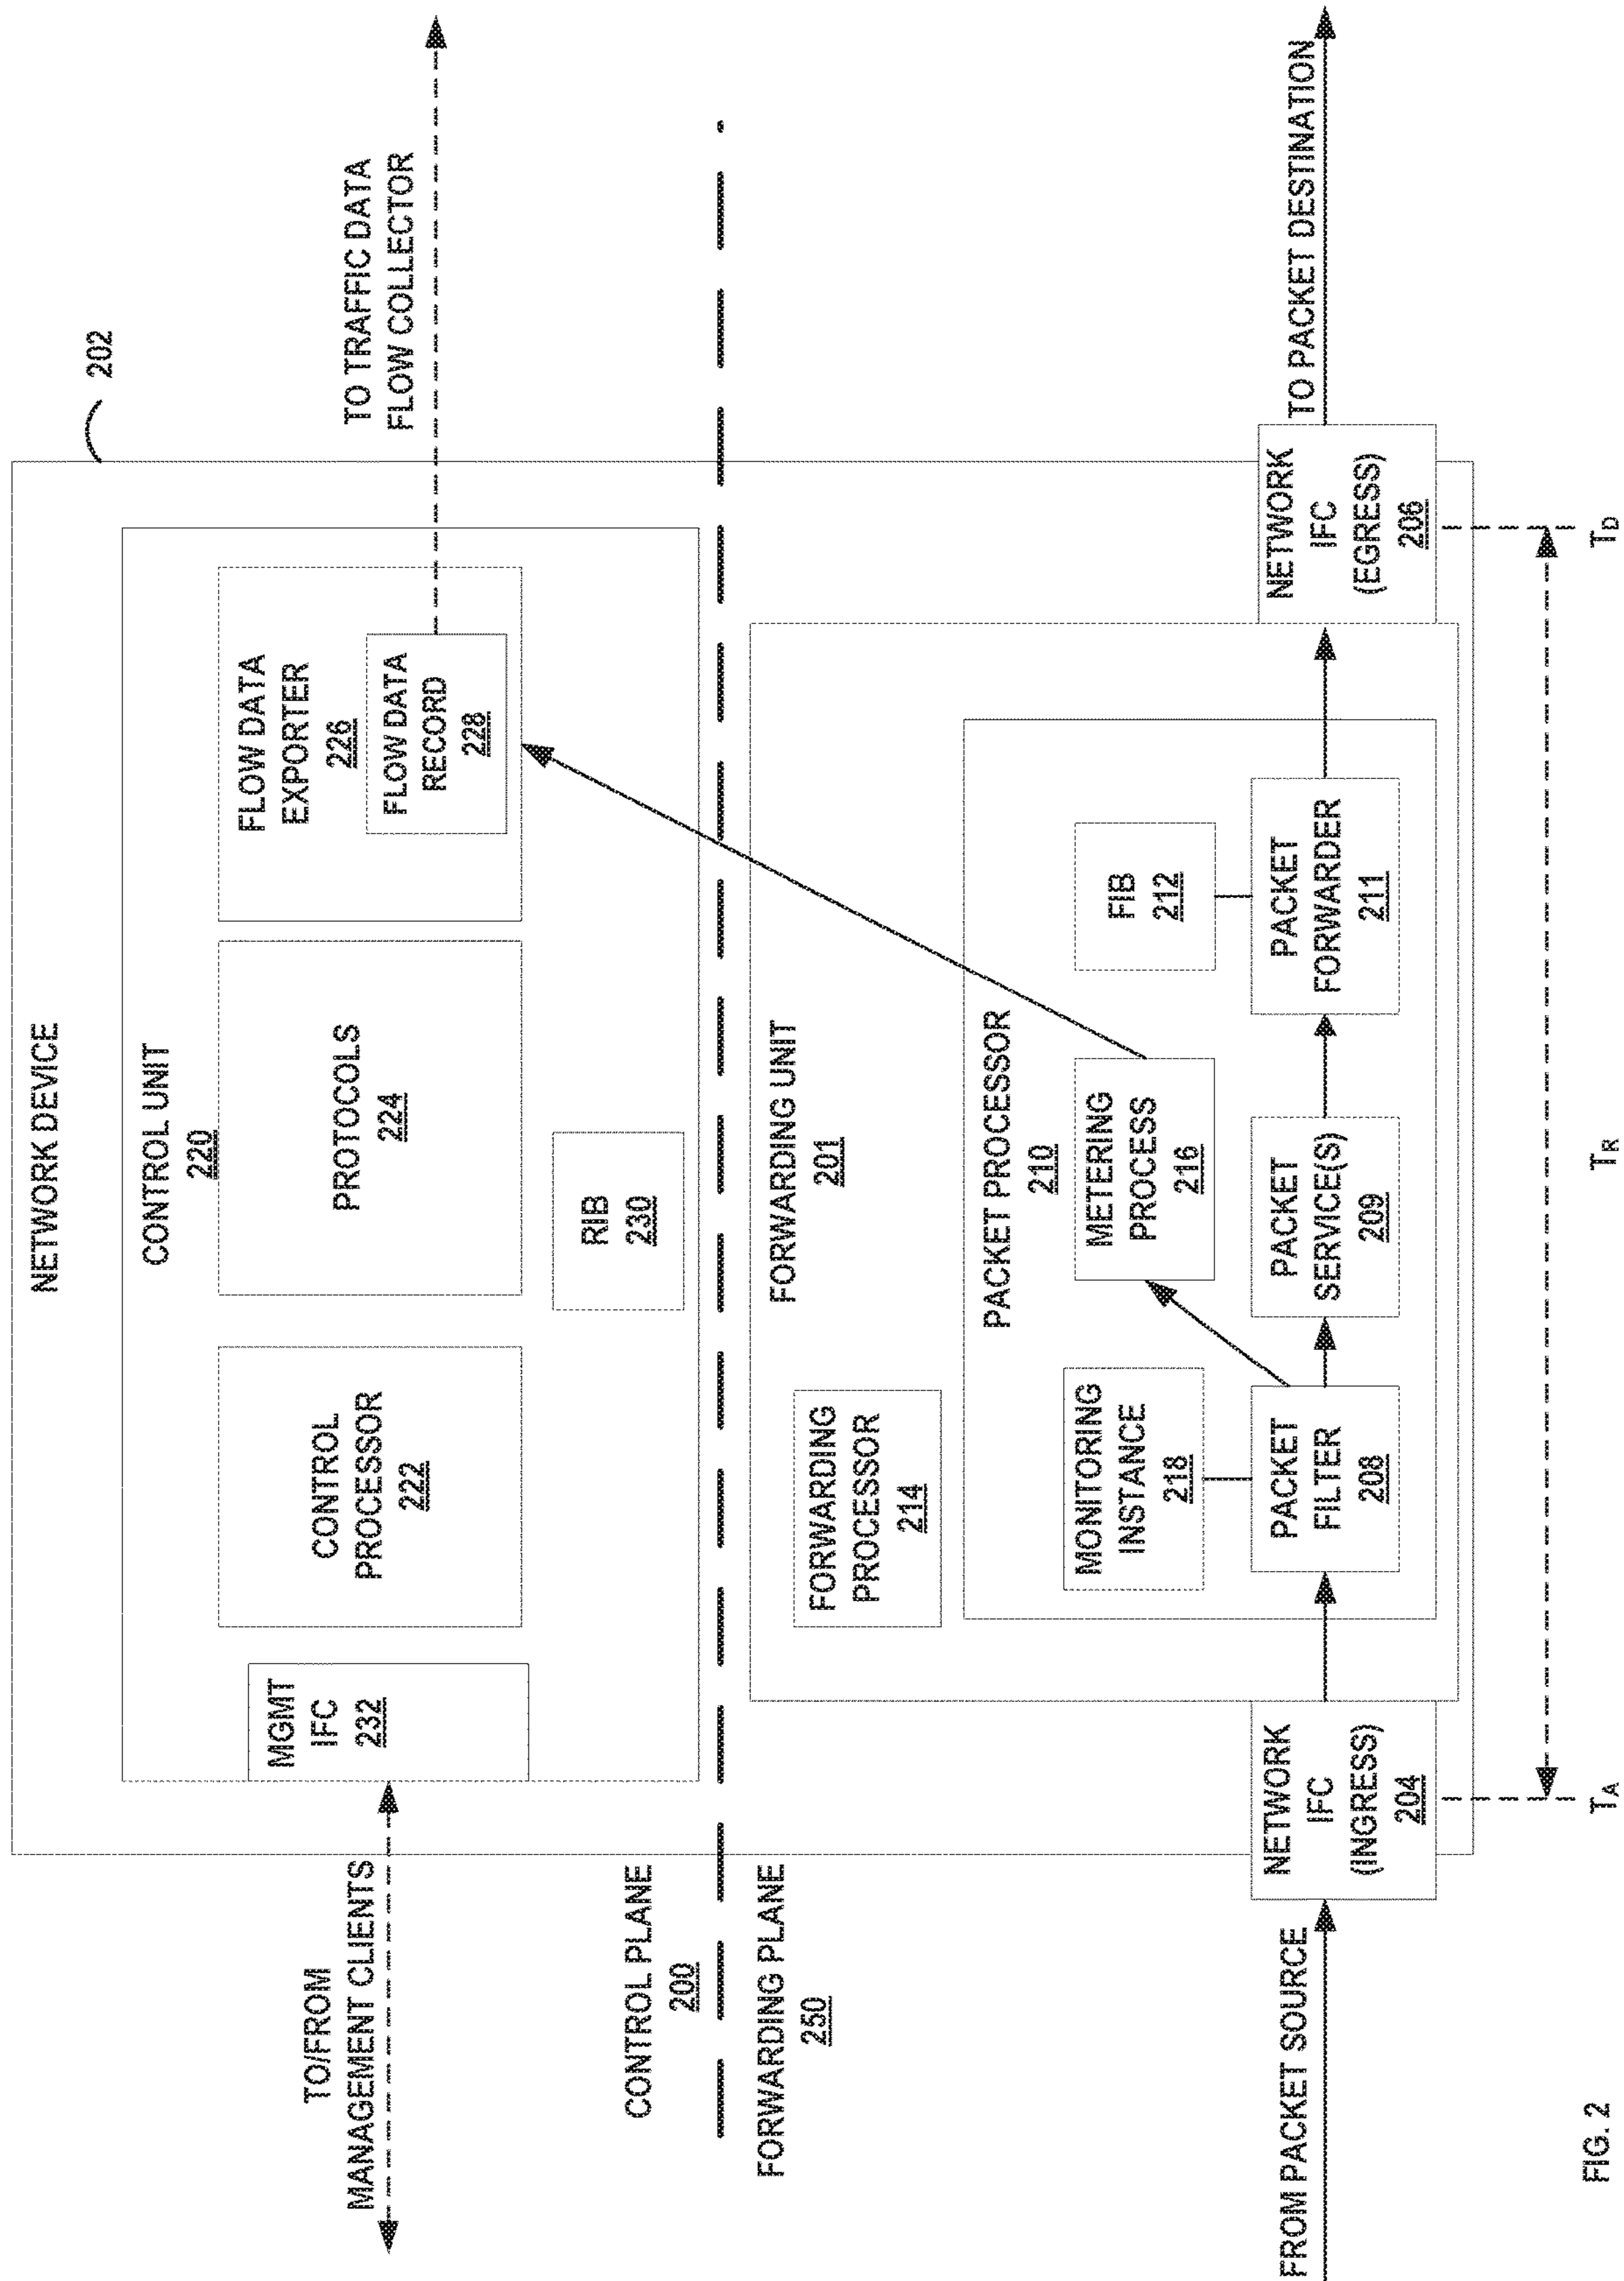 202
NETWORK DEVICE
CONTROL UNIT
220
TO/FROM
MANAGEMENT CLIENTS
MGMT
IFC
232
CONTROL
PROCESSOR
222
PROTOCOLS
224
FLOW DATA
EXPORTER
226
FLOW DATA
RECORD
228
TO TRAFFIC DATA
FLOW COLLECTOR
RIB
230
CONTROL PLANE
200
FORWARDING PLANE
250
FORWARDING UNIT
201
FORWARDING
PROCESSOR
214
PACKET PROCESSOR
210
MONITORING
INSTANCE
218
METERING
PROCESS
216
FIB
212
FROM PACKET SOURCE
NETWORK
IFC
(INGRESS)
204
PACKET
FILTER
208
PACKET
SERVICE(S)
209
PACKET
FORWARDER
211
NETWORK
IFC
(EGRESS)
206
TO PACKET DESTINATION
TA
TR
TD
FIG. 2